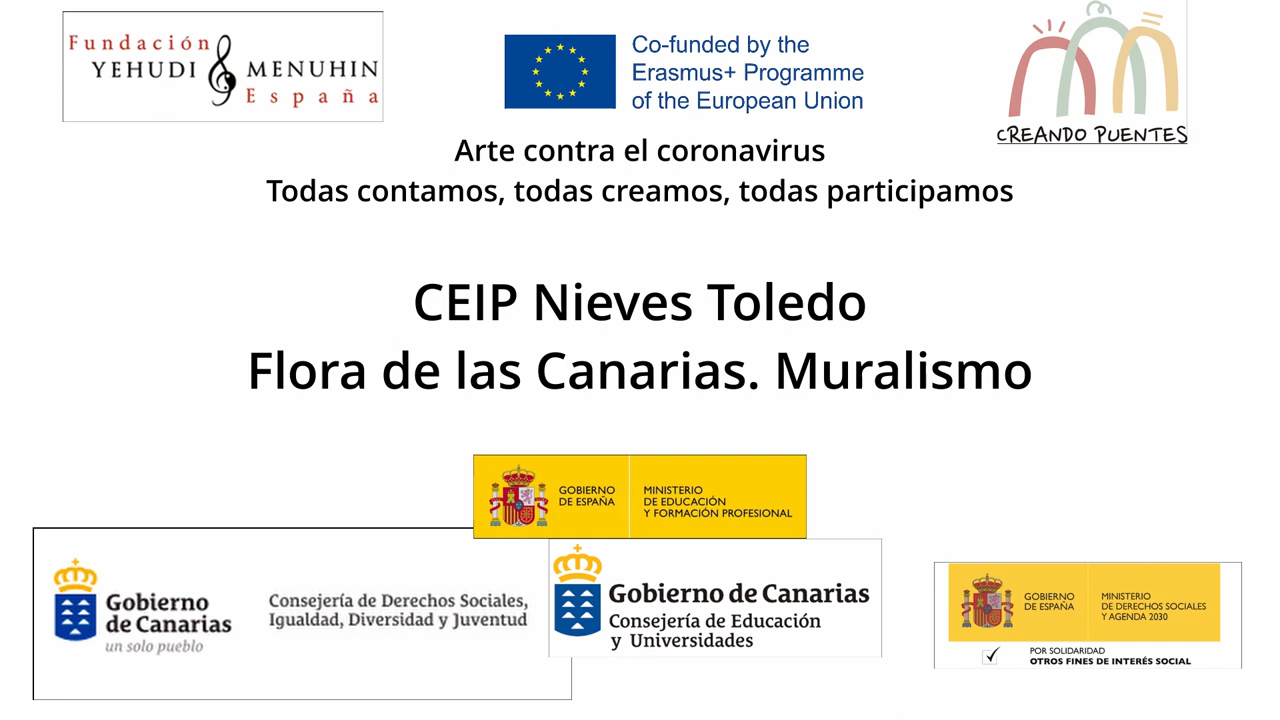 Fundación
YEHUDI MENUHIN
España
Co-funded by the
Erasmus+ Programme
of the European Union
CREANDO PUENTES
Arte contra el coronavirus
Todas contamos, todas creamos, todas participamos
CEIP Nieves Toledo
Flora de las Canarias. Muralismo
GOBIERNO
DE ESPAÑA
MINISTERIO
DE EDUCACIÓN
Y FORMACIÓN PROFESIONAL
Gobierno
de Canarias
un solo pueblo
Consejería de Derechos Sociales,
Igualdad, Diversidad y Juventud
Gobierno de Canarias
Consejería de Educación
y Universidades
GOBIERNO
DE ESPAÑA
MINISTERIO
DE DERECHOS SOCIALES
Y AGENDA 2030
POR SOLIDARIDAD
OTROS FINES DE INTERÉS SOCIAL